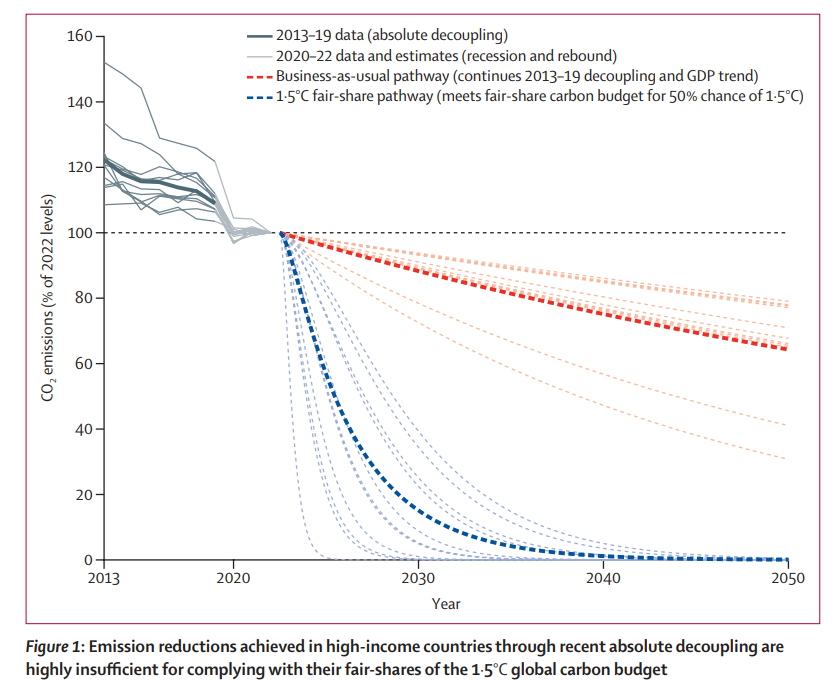 160
2013–19 data (absolute decoupling)
2020–22 data and estimates (recession and rebound)
Business-as-usual pathway (continues 2013–19 decoupling and GDP trend)
1·5°C fair-share pathway (meets fair-share carbon budget for 50% chance of 1·5°C)
140
120
100
80
60
40
20
0
CO₂ emissions (% of 2022 levels)
2013
2020
2030
2040
2050
Year
Figure 1: Emission reductions achieved in high-income countries through recent absolute decoupling are
highly insufficient for complying with their fair-shares of the 1·5°C global carbon budget